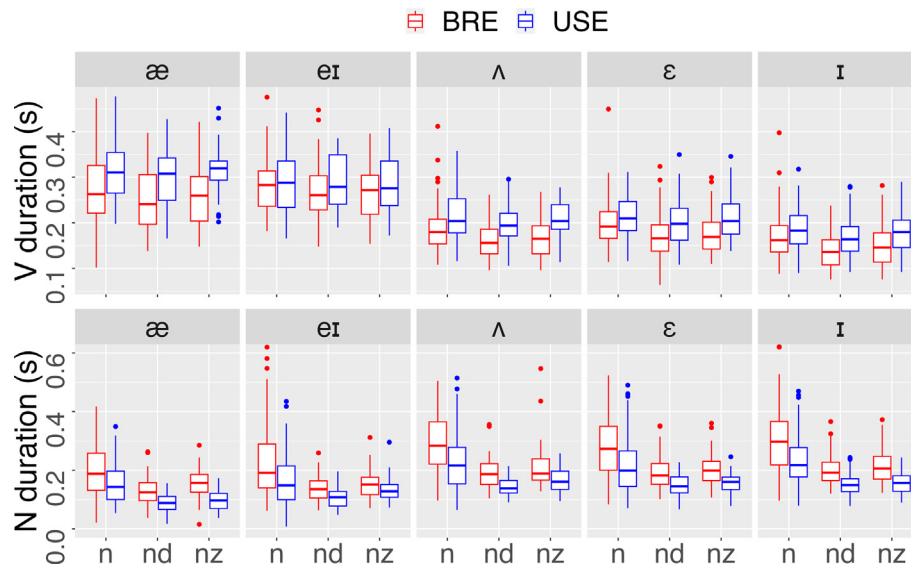 BRE USE
æ eɪ ʌ ɛ ɪ
V duration (s)
0.4
0.3
0.2
0.1
æ eɪ ʌ ɛ ɪ
N duration (s)
0.6
0.4
0.2
0.0
n nd nz n nd nz n nd nz n nd nz n nd nz